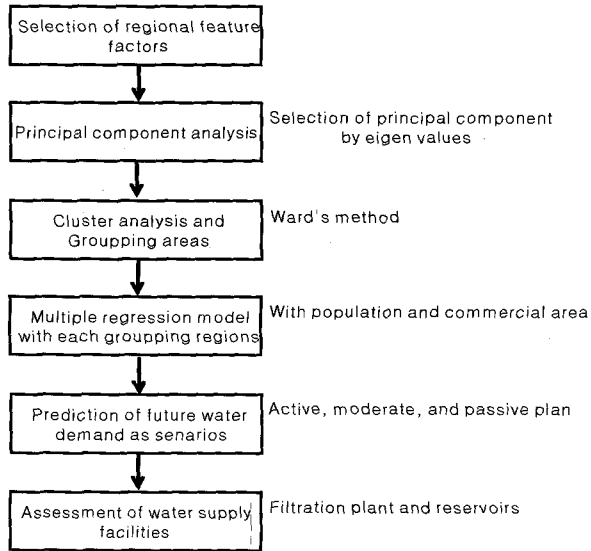 Selection of regional feature
factors
Principal component analysis
Selection of principal component
by eigen values
Cluster analysis and
Groupping areas
Ward's method
Multiple regression model
with each groupping regions
With population and commercial area
Prediction of future water
demand as senarios
Active, moderate, and passive plan
Assessment of water supply
facilities
Filtration plant and reservoirs